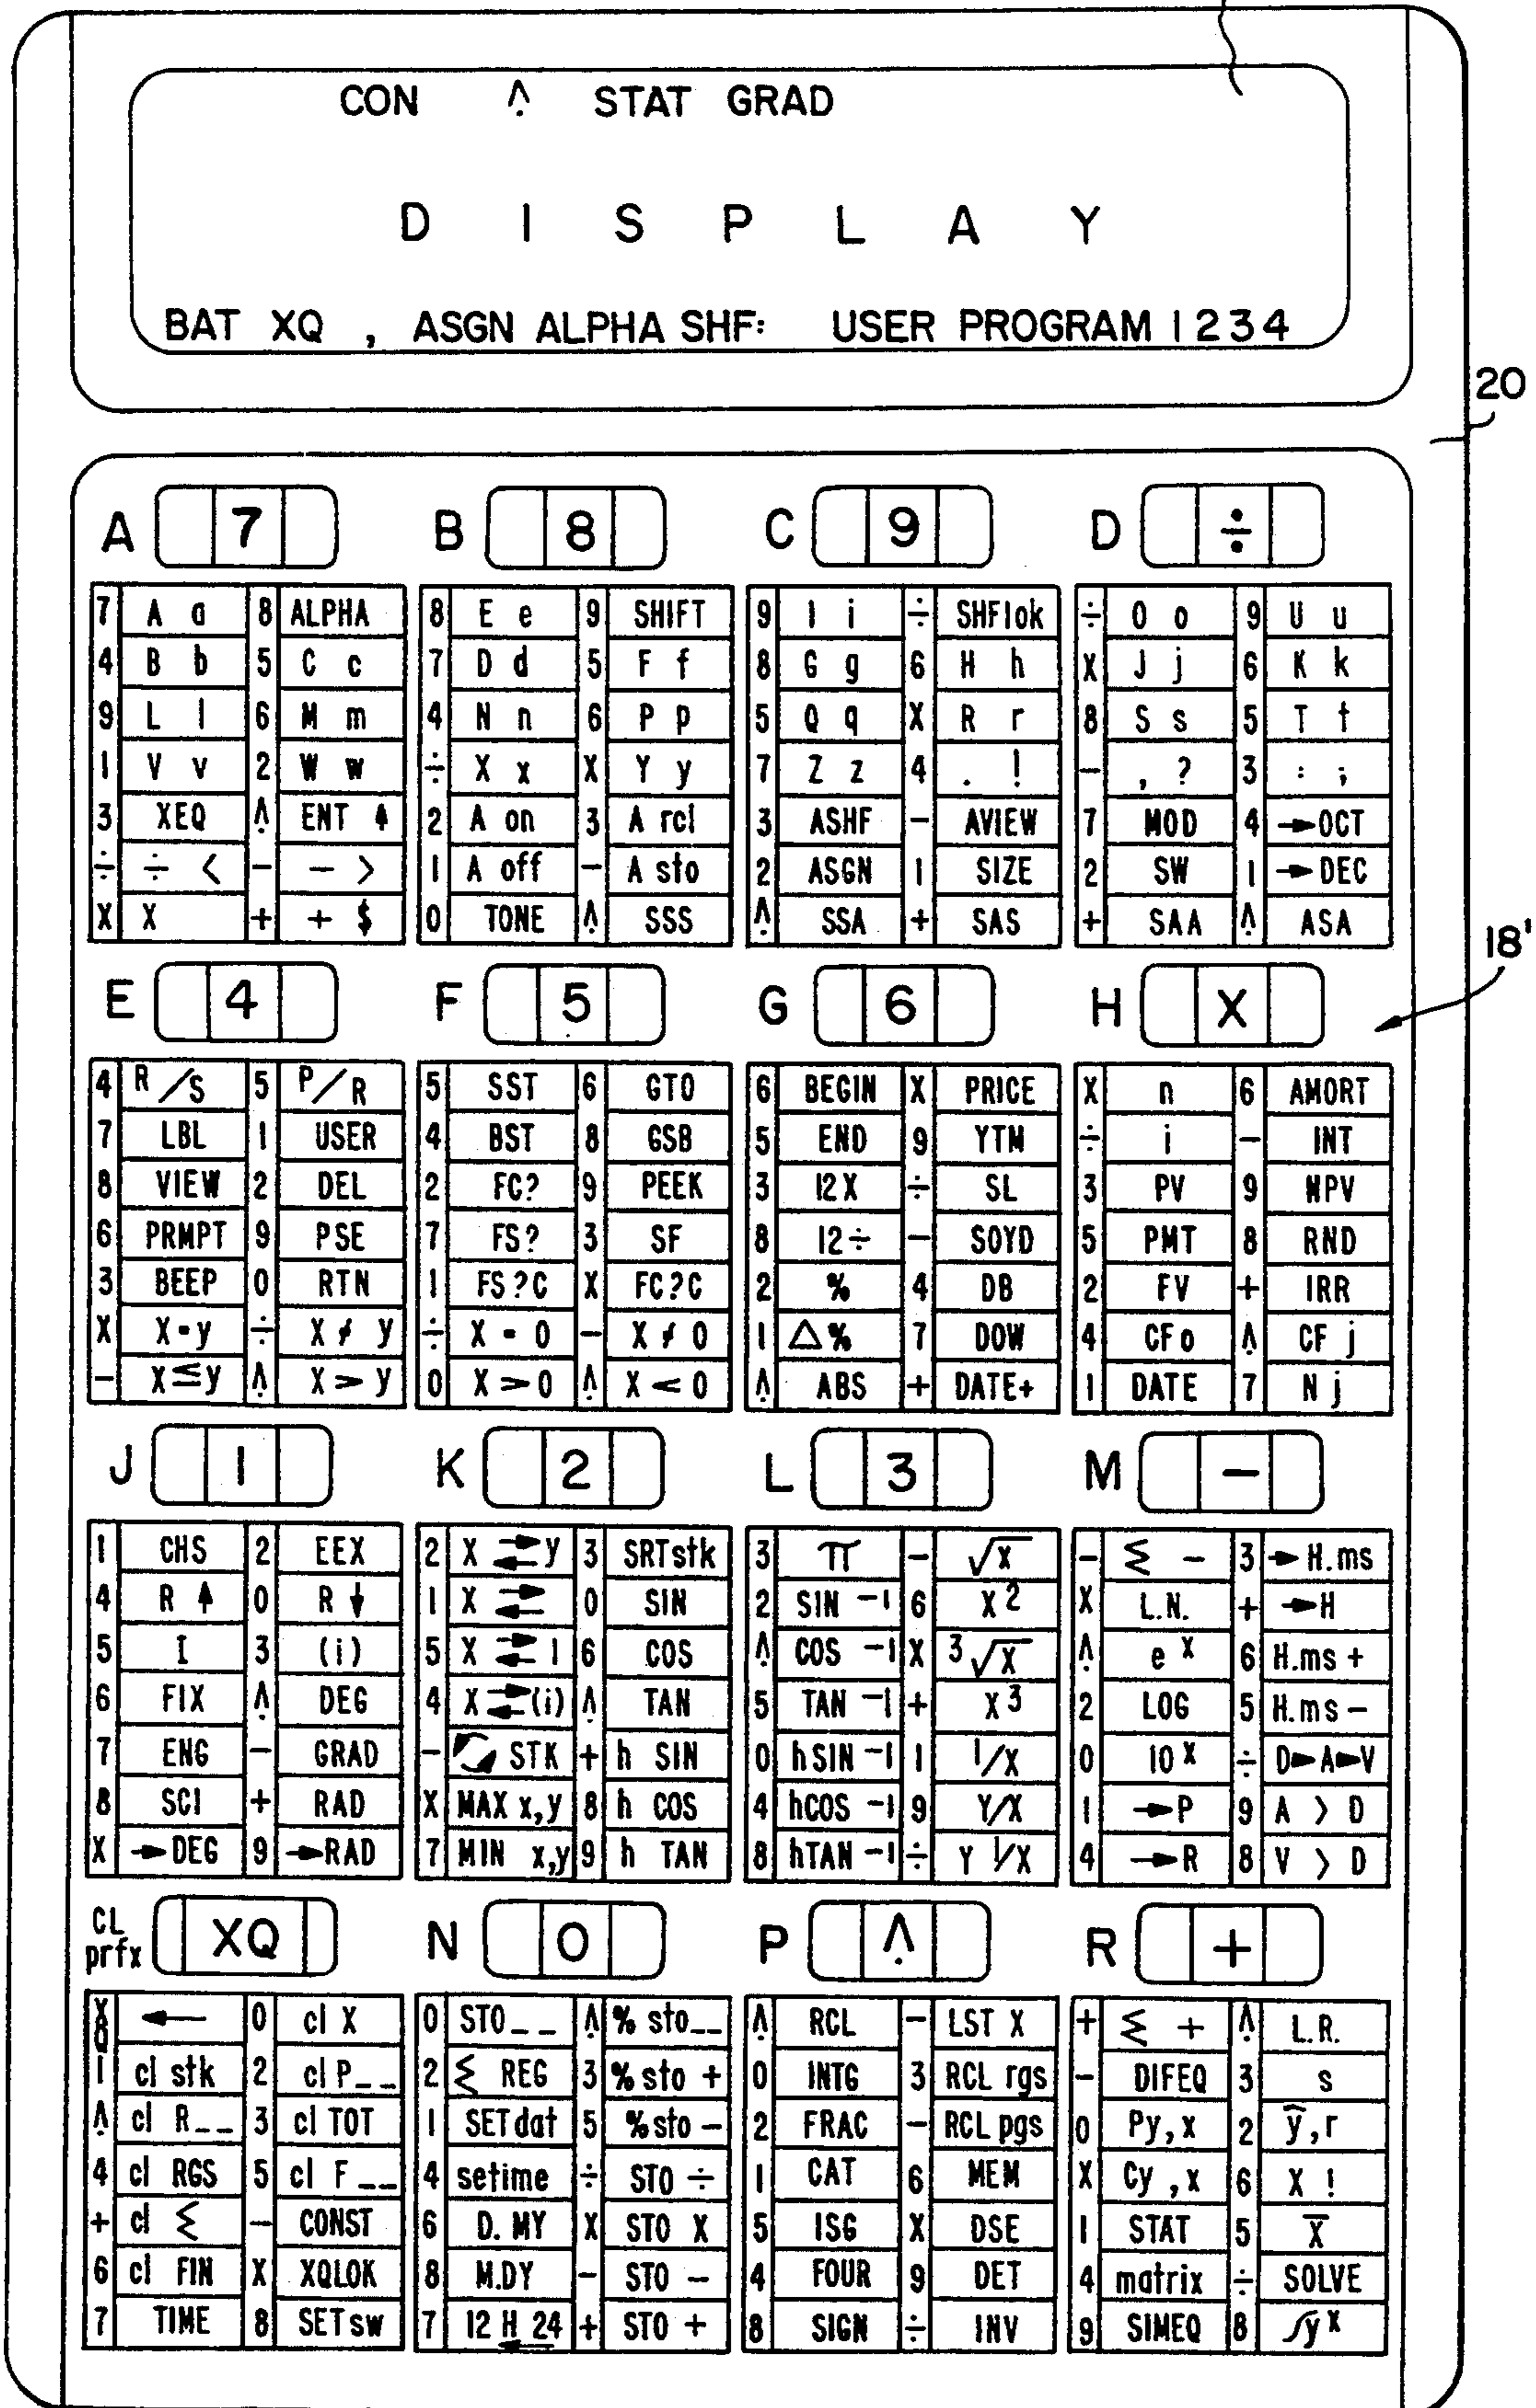 CON ⩑ STAT GRAD
D I S P L A Y
BAT XQ , ASGN ALPHA SHF: USER PROGRAM 1 2 3 4
20
A 7 B 8 C 9 D ÷
7 A a 8 ALPHA 8 E e 9 SHIFT 9 I i ÷ SHFlok ÷ O o 9 U u
4 B b 5 C c 7 D d 5 F f 8 G g 6 H h X J j 6 K k
9 L l 6 M m 4 N n 6 P p 5 Q q X R r 8 S s 5 T t
1 V v 2 W w ÷ X x X Y y 7 Z z 4 . ! – , ? 3 : ;
3 XEQ ⩑ ENT ↑ 2 A on 3 A rcl 3 ASHF – AVIEW 7 MOD 4 →OCT
÷ ÷ < – – > 1 A off – A sto 2 ASGN 1 SIZE 2 SW 1 →DEC
X X + + $ 0 TONE ⩑ SSS ⩑ SSA + SAS + SAA ⩑ ASA
18'
E 4 F 5 G 6 H X
4 R/S 5 P/R 5 SST 6 GTO 6 BEGIN X PRICE X n 6 AMORT
7 LBL 1 USER 4 BST 8 GSB 5 END 9 YTM ÷ i – INT
8 VIEW 2 DEL 2 FC? 9 PEEK 3 12X ÷ SL 3 PV 9 NPV
6 PRMPT 9 PSE 7 FS? 3 SF 8 12÷ – SOYD 5 PMT 8 RND
3 BEEP 0 RTN 1 FS?C X FC?C 2 % 4 DB 2 FV + IRR
X X=y ÷ X≠y ÷ X=0 – X≠0 1 △% 7 DOW 4 CFo ⩑ CF j
– X≤y ⩑ X>y 0 X>0 ⩑ X<0 ⩑ ABS + DATE+ 1 DATE 7 N j
J 1 K 2 L 3 M –
1 CHS 2 EEX 2 X⇄y 3 SRTstk 3 π – √x – Σ – 3 →H.ms
4 R↑ 0 R↓ 1 X⇄ 0 SIN 2 SIN –1 6 X² X L.N. + →H
5 I 3 (i) 5 X⇄I 6 COS ⩑ COS –1 X ³√x ⩑ e x 6 H.ms +
6 FIX ⩑ DEG 4 X⇄(i) ⩑ TAN 5 TAN –1 + X³ 2 LOG 5 H.ms –
7 ENG – GRAD – STK + h SIN 0 hSIN –1 1 1/X 0 10 x ÷ D►A►V
8 SCI + RAD X MAX x,y 8 h COS 4 hCOS –1 9 Y/X 1 →P 9 A > D
X →DEG 9 →RAD 7 MIN x,y 9 h TAN 8 hTAN –1 ÷ Y 1/X 4 →R 8 V > D
CL prfx XQ N 0 P ⩑ R +
XQ ← 0 cl X 0 STO_ _ ⩑ % sto_ _ ⩑ RCL – LST X + Σ + ⩑ L.R.
1 cl stk 2 cl P_ _ 2 Σ REG 3 % sto + 0 INTG 3 RCL rgs – DIFEQ 3 s
⩑ cl R_ _ 3 cl TOT 1 SETdat 5 % sto – 2 FRAC – RCL pgs 0 Py,x 2 ŷ,r
4 cl RGS 5 cl F_ _ 4 setime ÷ STO ÷ 1 CAT 6 MEM X Cy,x 6 X !
+ cl Σ – CONST 6 D.MY X STO X 5 ISG X DSE 1 STAT 5 x̄
6 cl FIN X XQLOK 8 M.DY – STO – 4 FOUR 9 DET 4 matrix ÷ SOLVE
7 TIME 8 SETsw 7 12 H 24 + STO + 8 SIGN ÷ INV 9 SIMEQ 8 ∫y x